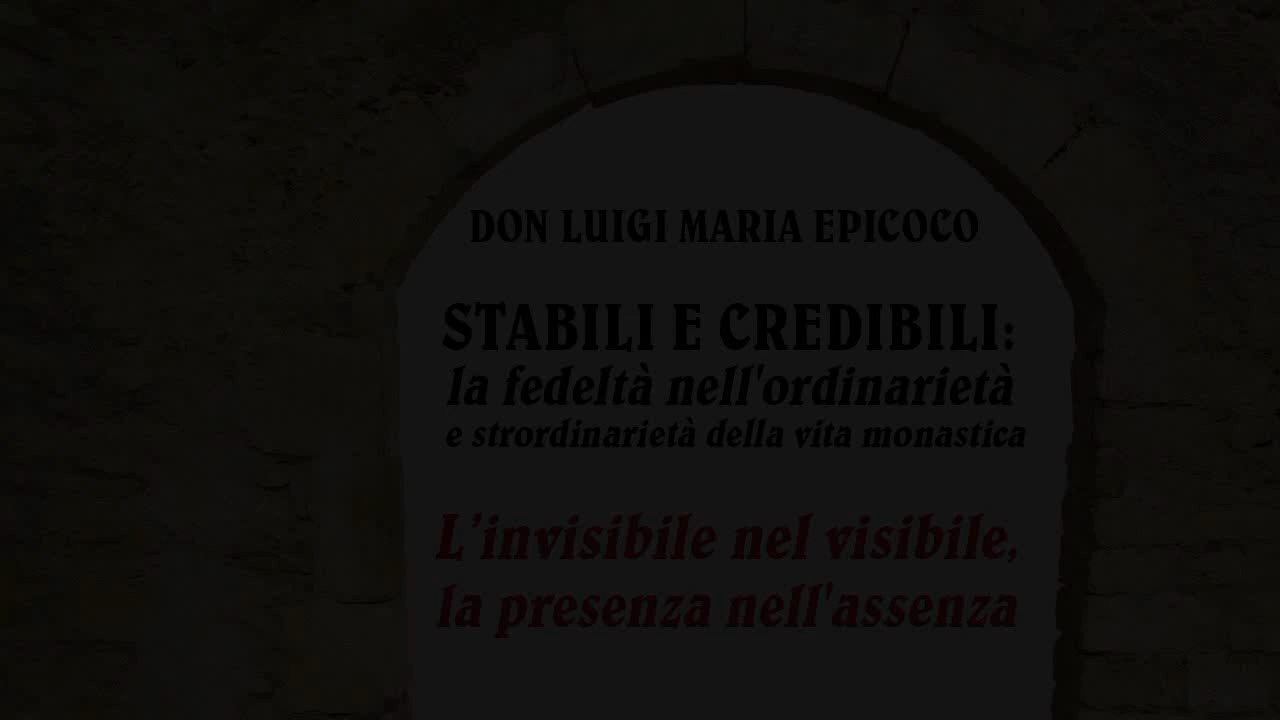 DON LUIGI MARIA EPICOCO
STABILI E CREDIBILI:
la fedeltà nell'ordinarietà
e strordinarietà della vita monastica
L'invisibile nel visibile,
la presenza nell'assenza